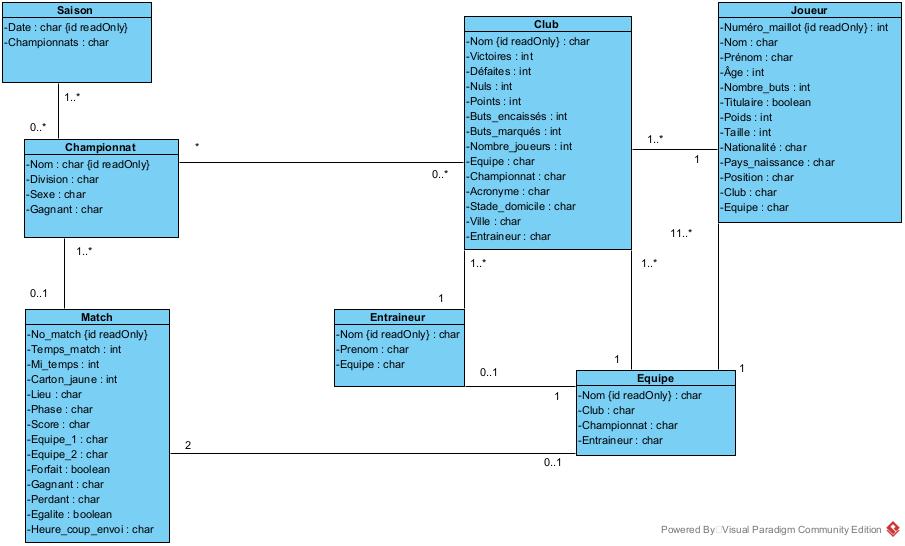 Saison
-Date : char {id readOnly}
-Championnats : char
1..*
0..*
Championnat
-Nom : char {id readOnly}
-Division : char
-Sexe : char
-Gagnant : char
*
0..*
1..*
0..1
Match
-No_match {id readOnly}
-Temps_match : int
-Mi_temps : int
-Carton_jaune : int
-Lieu : char
-Phase : char
-Score : char
-Equipe_1 : char
-Equipe_2 : char
-Forfait : boolean
-Gagnant : char
-Perdant : char
-Egalite : boolean
-Heure_coup_envoi : char
Club
-Nom {id readOnly} : char
-Victoires : int
-Défaites : int
-Nuls : int
-Points : int
-Buts_encaissés : int
-Buts_marqués : int
-Nombre_joueurs : int
-Equipe : char
-Championnat : char
-Acronyme : char
-Stade_domicile : char
-Ville : char
-Entraineur : char
1..*
1
Joueur
-Numéro_maillot {id readOnly} : int
-Nom : char
-Prénom : char
-Âge : int
-Nombre_buts : int
-Titulaire : boolean
-Poids : int
-Taille : int
-Nationalité : char
-Pays_naissance : char
-Position : char
-Club : char
-Equipe : char
11..*
1..*
1..*
1
Entraineur
-Nom {id readOnly} : char
-Prenom : char
-Equipe : char
0..1
1
1
1
Equipe
-Nom {id readOnly} : char
-Club : char
-Championnat : char
-Entraineur : char
2
0..1
Powered By Visual Paradigm Community Edition